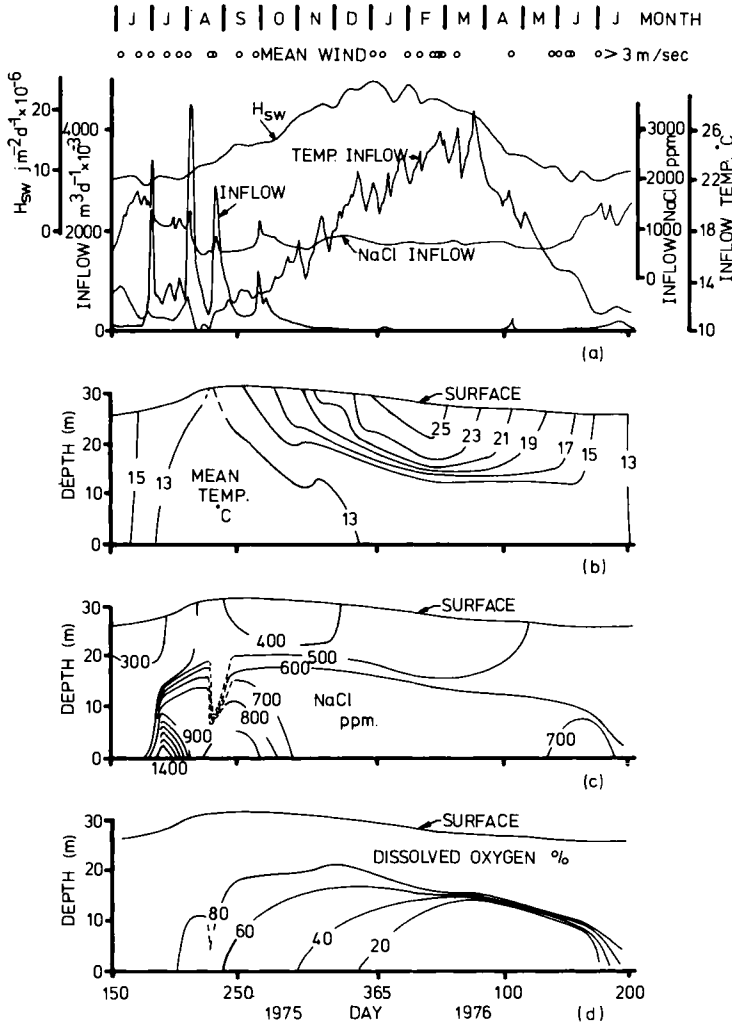 J J A S O N D J F M A M J J MONTH
MEAN WIND > 3 m/sec
H_SW j m⁻² d⁻¹ × 10⁻⁶
INFLOW m³ d⁻¹ × 10⁻³
20
10
0
4000
2000
0
H_SW
TEMP. INFLOW
INFLOW
NaCl INFLOW
3000
2000
1000
0
INFLOW NaCl ppm
26
22
18
14
10
INFLOW TEMP. °C
(a)
30
20
10
0
DEPTH (m)
SURFACE
15
13
MEAN
TEMP.
°C
13
25
23
21
19
17
15
13
(b)
30
20
10
0
DEPTH (m)
SURFACE
300
400
500
600
700
800
900
1400
NaCl
ppm.
700
(c)
30
20
10
0
DEPTH (m)
SURFACE
DISSOLVED OXYGEN %
80
60
40
20
150 250 365 100 200
1975 DAY 1976 (d)